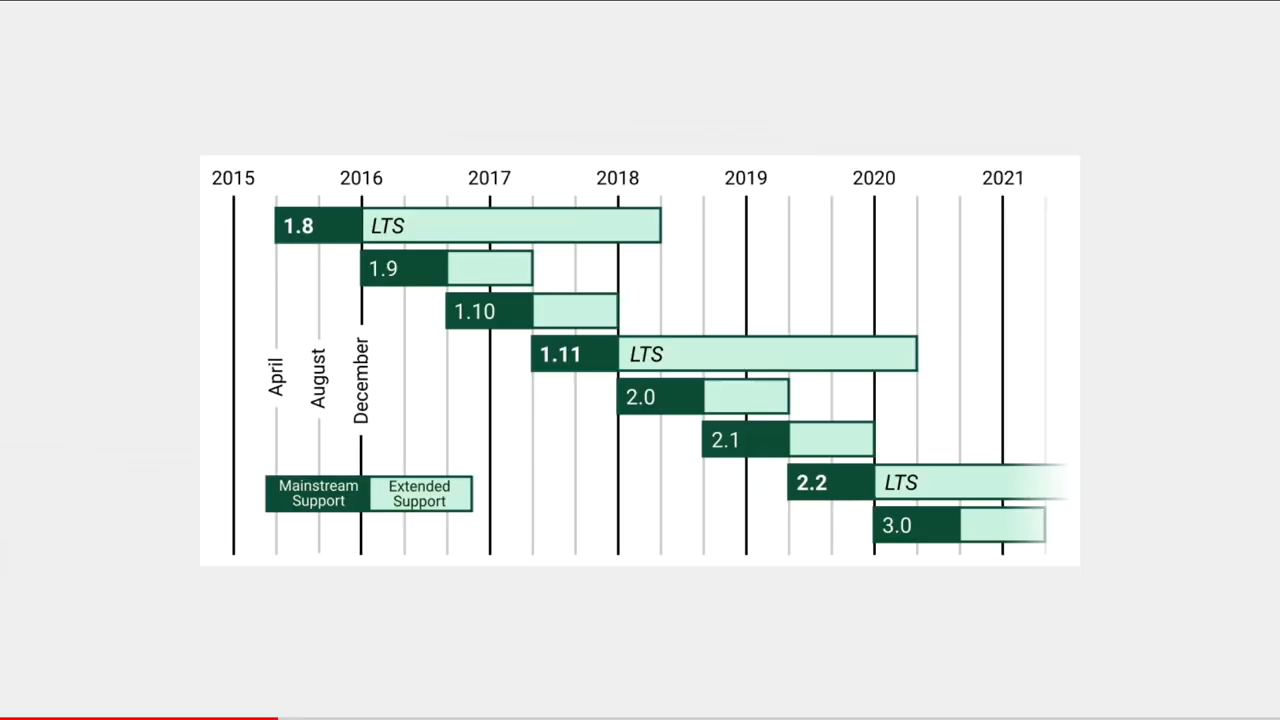 2015 2016 2017 2018 2019 2020 2021
1.8 LTS
1.9
1.10
1.11 LTS
April August December
2.0
2.1
2.2 LTS
Mainstream Support
Extended Support
3.0